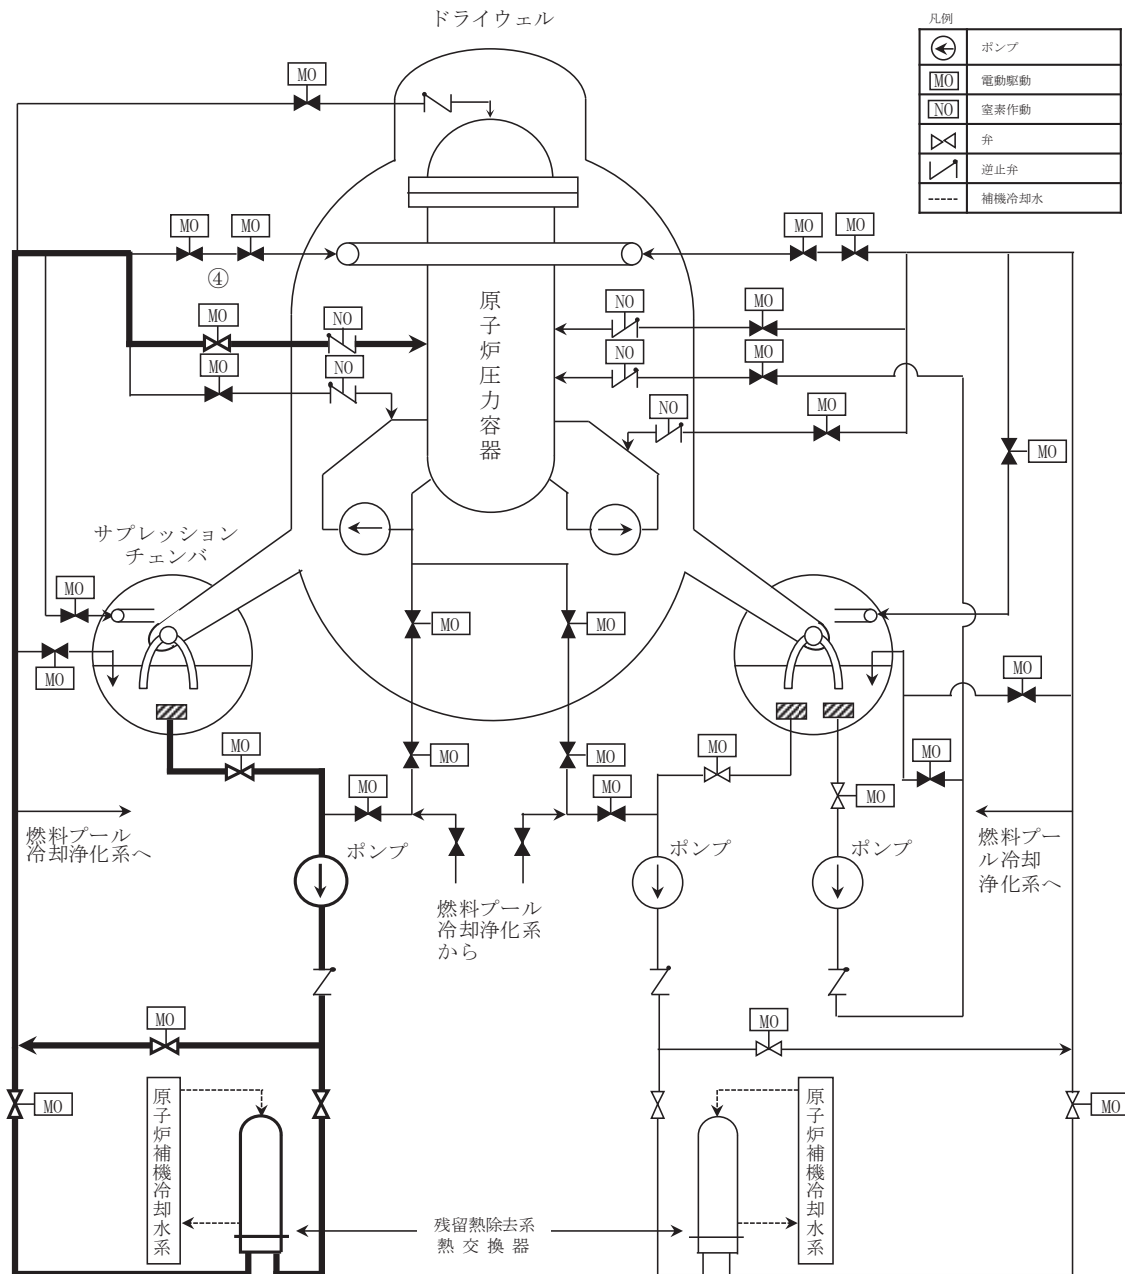 ドライウェル
凡例
ポンプ
MO
電動駆動
NO
窒素作動
弁
逆止弁
補機冷却水
MO
MO
MO
MO
MO
④
MO
NO
MO
NO
NO
MO
NO
MO
NO
MO
MO
原子炉圧力容器
サプレッション
チェンバ
MO
MO
MO
MO
MO
MO
MO
MO
MO
MO
MO
MO
MO
MO
燃料プール
冷却浄化系へ
ポンプ
ポンプ
ポンプ
燃料プー
ル冷却
浄化系へ
燃料プール
冷却浄化系
から
MO
MO
MO
MO
原子炉補機冷却水系
原子炉補機冷却水系
残留熱除去系
熱交換器